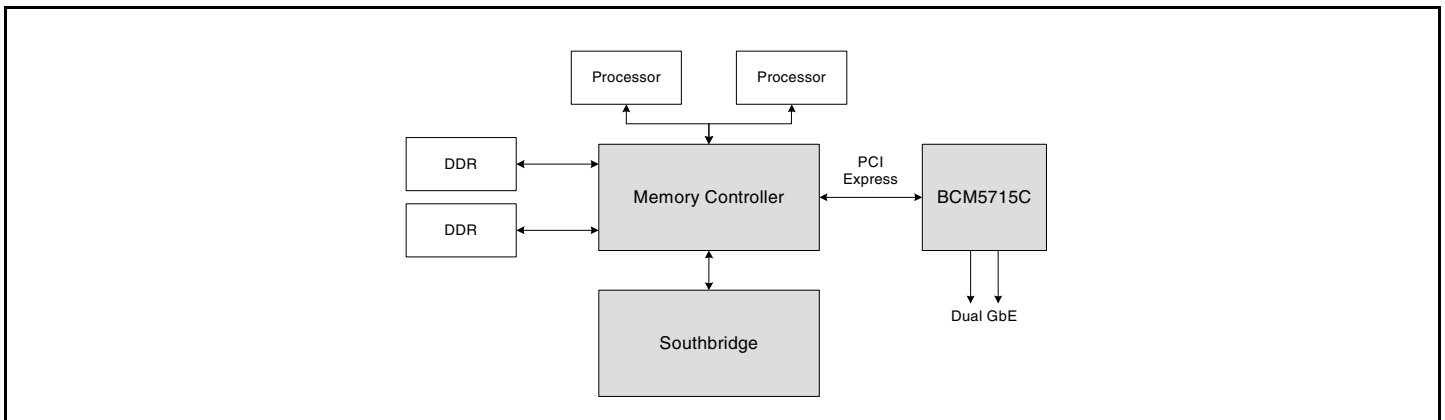 Processor
Processor
DDR
DDR
Memory Controller
PCI
Express
BCM5715C
Southbridge
Dual GbE